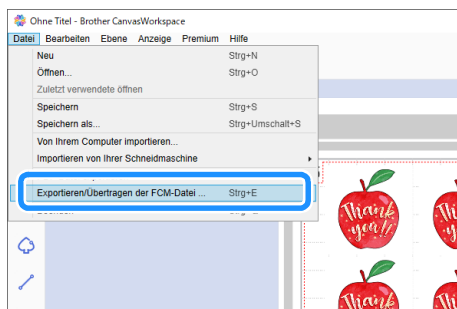 Ohne Titel - Brother CanvasWorkspace
Datei Bearbeiten Ebene Anzeige Premium Hilfe
Neu Strg+N
Öffnen... Strg+O
Zuletzt verwendete öffnen
Speichern Strg+S
Speichern als... Strg+Umschalt+S
Von Ihrem Computer importieren...
Importieren von Ihrer Schneidmaschine
Exportieren/Übertragen der FCM-Datei ... Strg+E
Thank
you!
Thank